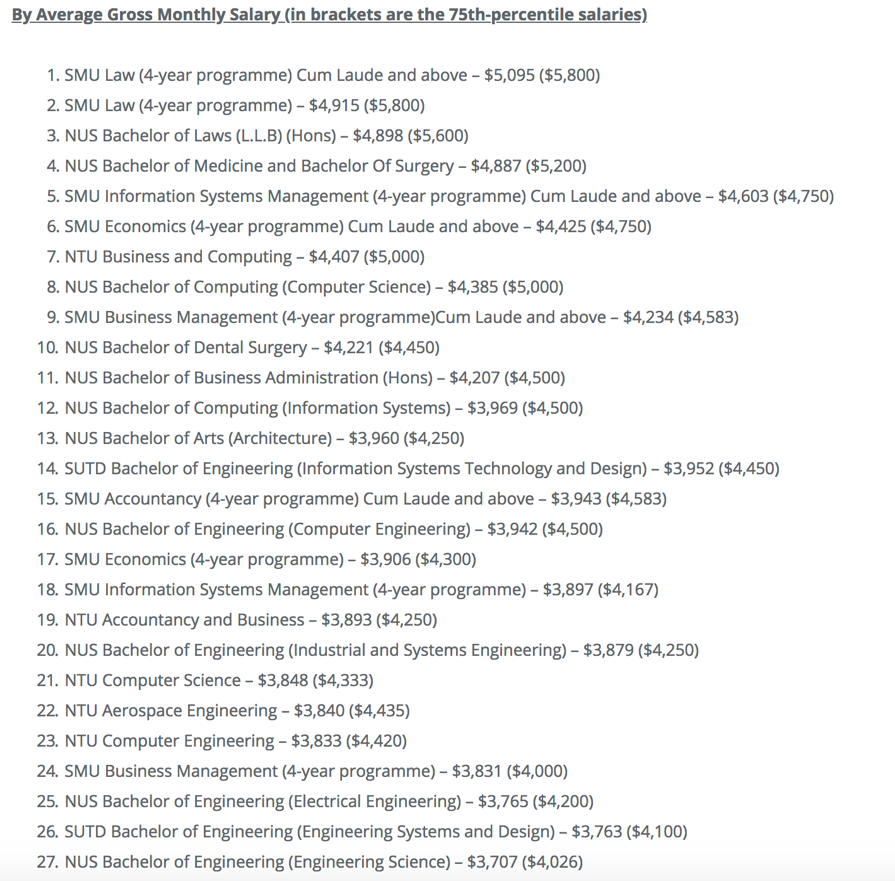 By Average Gross Monthly Salary (in brackets are the 75th-percentile salaries)
1. SMU Law (4-year programme) Cum Laude and above – $5,095 ($5,800)
2. SMU Law (4-year programme) – $4,915 ($5,800)
3. NUS Bachelor of Laws (L.L.B) (Hons) – $4,898 ($5,600)
4. NUS Bachelor of Medicine and Bachelor Of Surgery – $4,887 ($5,200)
5. SMU Information Systems Management (4-year programme) Cum Laude and above – $4,603 ($4,750)
6. SMU Economics (4-year programme) Cum Laude and above – $4,425 ($4,750)
7. NTU Business and Computing – $4,407 ($5,000)
8. NUS Bachelor of Computing (Computer Science) – $4,385 ($5,000)
9. SMU Business Management (4-year programme)Cum Laude and above – $4,234 ($4,583)
10. NUS Bachelor of Dental Surgery – $4,221 ($4,450)
11. NUS Bachelor of Business Administration (Hons) – $4,207 ($4,500)
12. NUS Bachelor of Computing (Information Systems) – $3,969 ($4,500)
13. NUS Bachelor of Arts (Architecture) – $3,960 ($4,250)
14. SUTD Bachelor of Engineering (Information Systems Technology and Design) – $3,952 ($4,450)
15. SMU Accountancy (4-year programme) Cum Laude and above – $3,943 ($4,583)
16. NUS Bachelor of Engineering (Computer Engineering) – $3,942 ($4,500)
17. SMU Economics (4-year programme) – $3,906 ($4,300)
18. SMU Information Systems Management (4-year programme) – $3,897 ($4,167)
19. NTU Accountancy and Business – $3,893 ($4,250)
20. NUS Bachelor of Engineering (Industrial and Systems Engineering) – $3,879 ($4,250)
21. NTU Computer Science – $3,848 ($4,333)
22. NTU Aerospace Engineering – $3,840 ($4,435)
23. NTU Computer Engineering – $3,833 ($4,420)
24. SMU Business Management (4-year programme) – $3,831 ($4,000)
25. NUS Bachelor of Engineering (Electrical Engineering) – $3,765 ($4,200)
26. SUTD Bachelor of Engineering (Engineering Systems and Design) – $3,763 ($4,100)
27. NUS Bachelor of Engineering (Engineering Science) – $3,707 ($4,026)